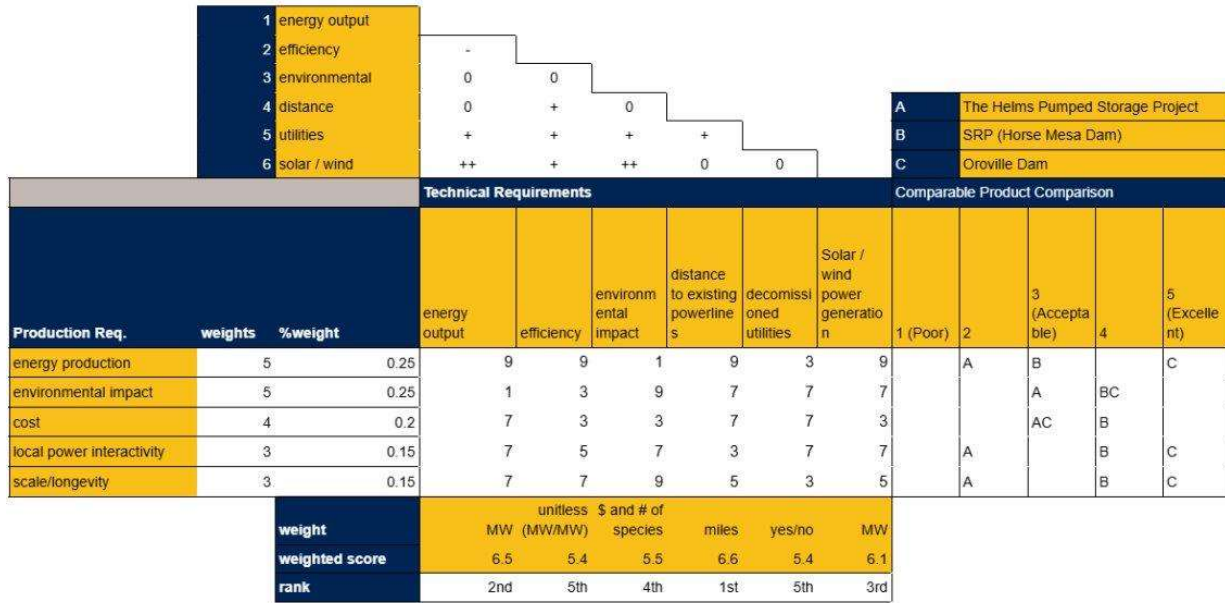 1 energy output
2 efficiency -
3 environmental 0 0
4 distance 0 + 0 A The Helms Pumped Storage Project
5 utilities + + + + B SRP (Horse Mesa Dam)
6 solar / wind ++ + ++ 0 0 C Oroville Dam
Technical Requirements Comparable Product Comparison
Production Req. weights %weight energy output efficiency environm ental impact distance to existing powerline s decomissi oned utilities Solar / wind power generatio n 1 (Poor) 2 3 (Accepta ble) 4 5 (Excelle nt)
energy production 5 0.25 9 9 1 9 3 9 A B C
environmental impact 5 0.25 1 3 9 7 7 7 A BC
cost 4 0.2 7 3 3 7 7 3 AC B
local power interactivity 3 0.15 7 5 7 3 7 7 A B C
scale/longevity 3 0.15 7 7 9 5 3 5 A B C
weight MW unitless (MW/MW) $ and # of species miles yes/no MW
weighted score 6.5 5.4 5.5 6.6 5.4 6.1
rank 2nd 5th 4th 1st 5th 3rd